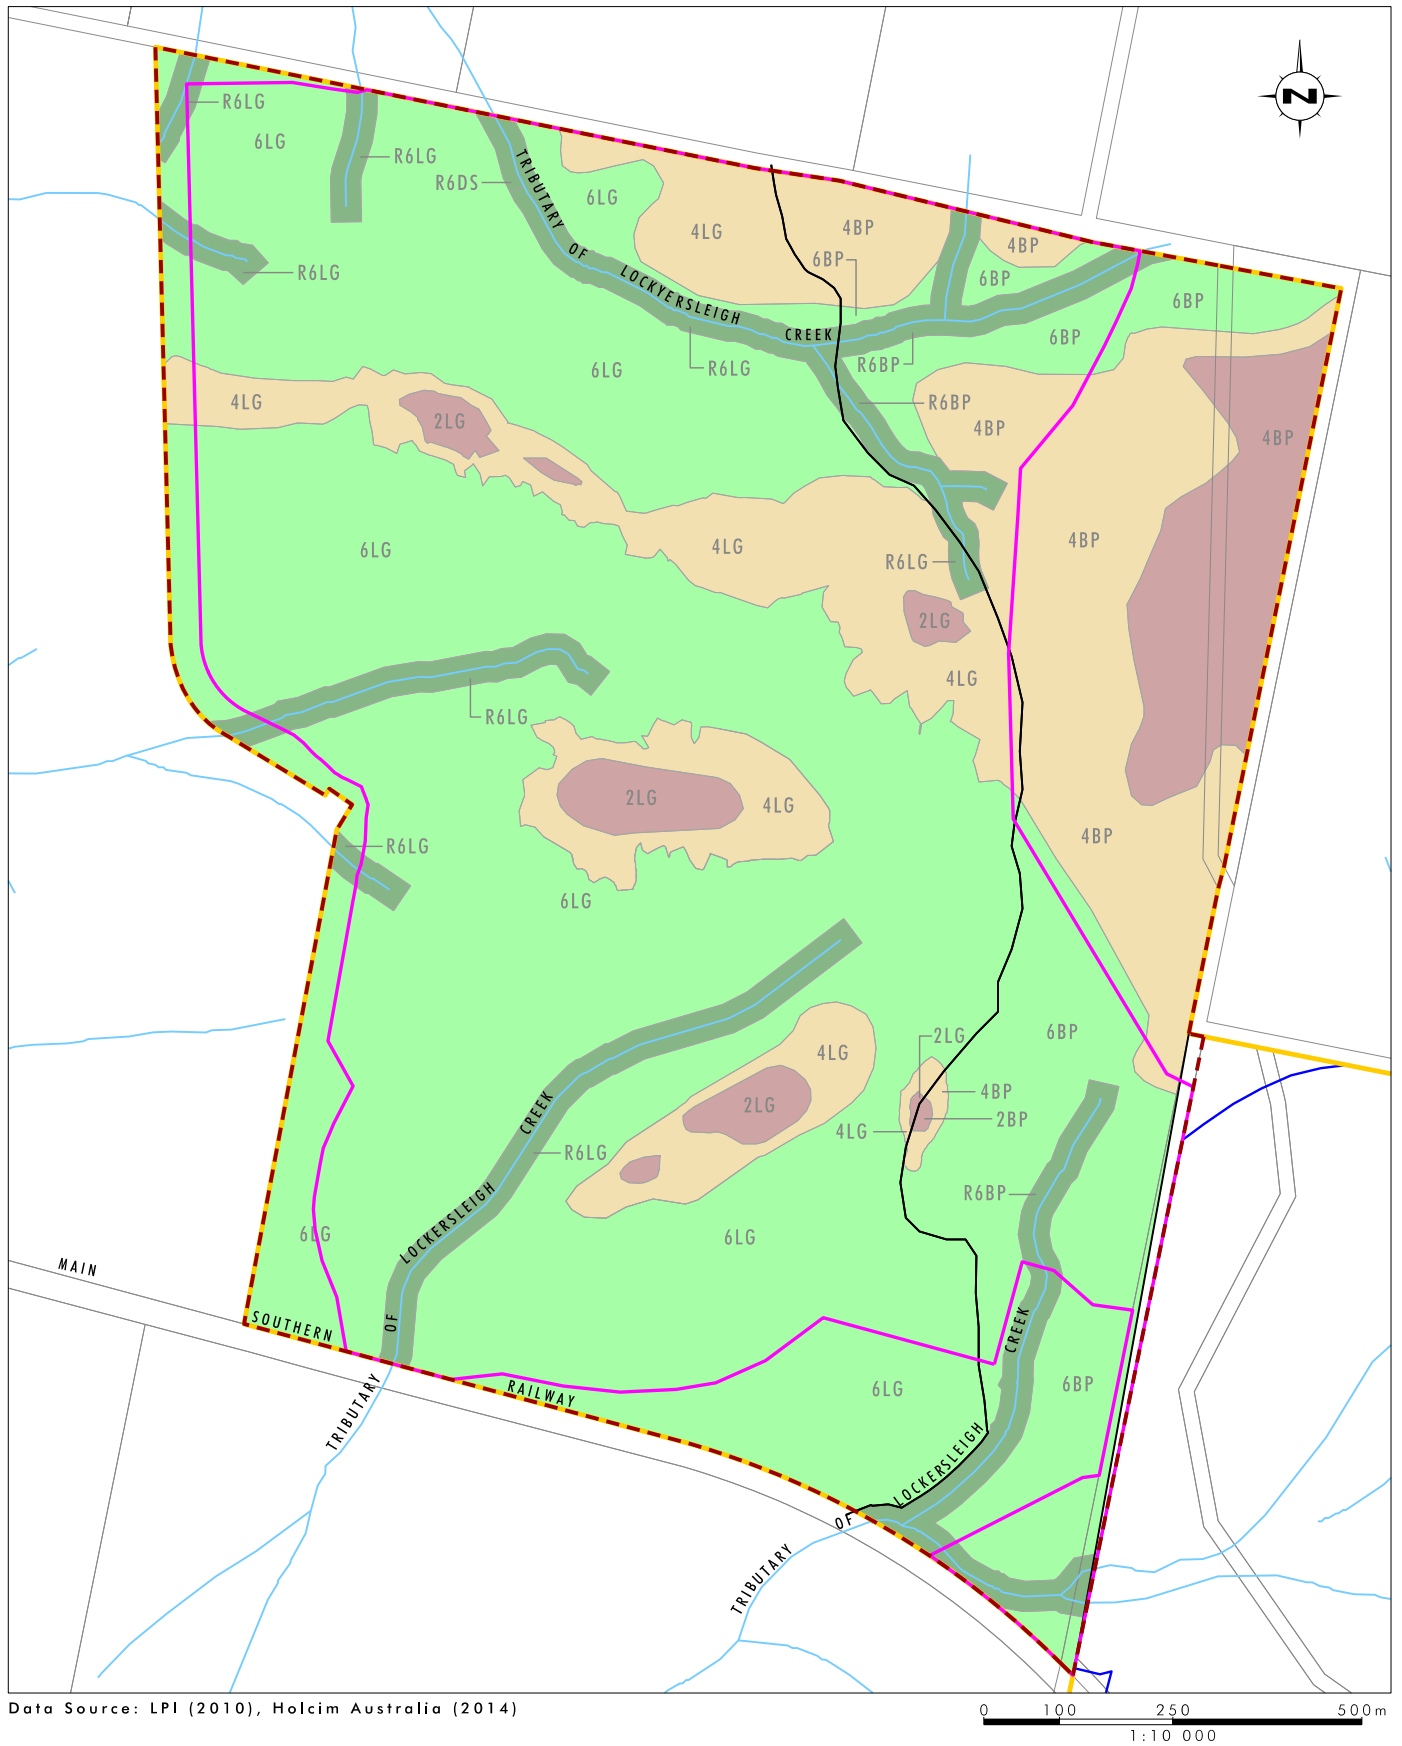 N
R6LG
6LG
R6LG
R6DS
6LG
4LG
4BP
4BP
6BP
6BP
6BP
R6LG
TRIBUTARY OF LOCKYERSLEIGH CREEK
6BP
R6BP
R6LG
6LG
4LG
2LG
R6BP
4BP
4BP
4LG
6LG
4BP
R6LG
2LG
4LG
R6LG
2LG
4LG
4BP
R6LG
6LG
2LG
6BP
4LG
4BP
2LG
2BP
4LG
R6LG
R6BP
6LG
6LG
TRIBUTARY OF LOCKERSLEIGH CREEK
MAIN SOUTHERN RAILWAY
6LG
6BP
TRIBUTARY OF LOCKERSLEIGH CREEK
Data Source: LPI (2010), Holcim Australia (2014)
0 100 250 500m
1:10 000